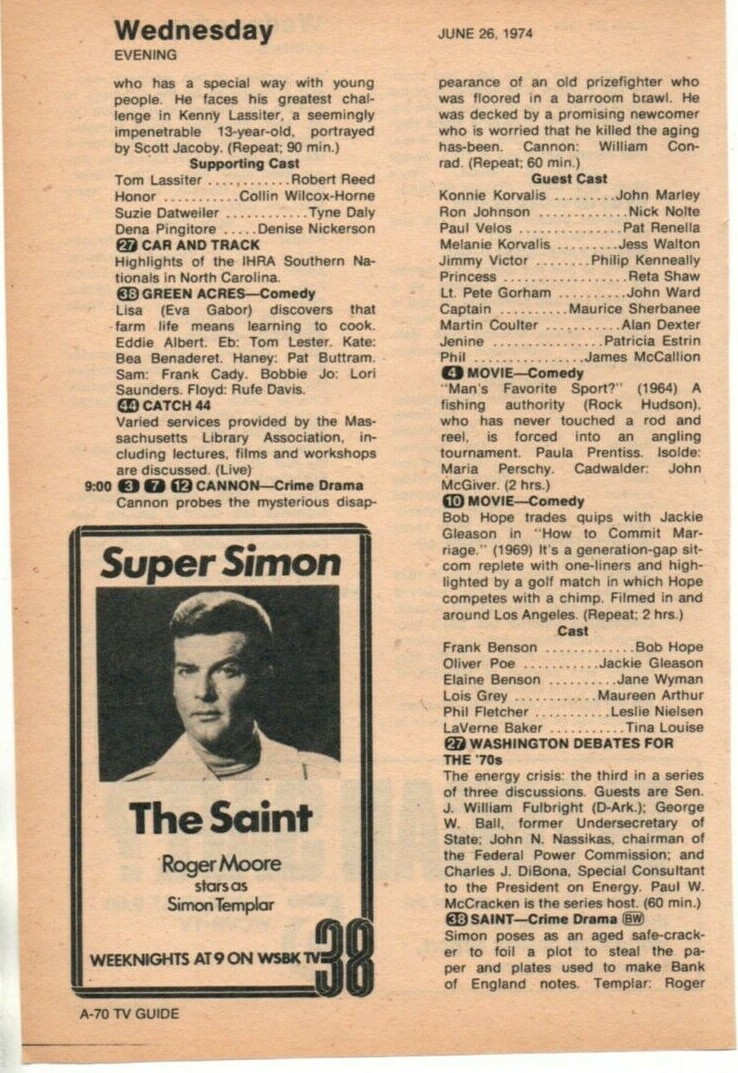 Wednesday
JUNE 26, 1974
EVENING
who has a special way with young
people. He faces his greatest chal-
lenge in Kenny Lassiter, a seemingly
impenetrable 13-year-old, portrayed
by Scott Jacoby. (Repeat; 90 min.)
Supporting Cast
Tom Lassiter ............Robert Reed
Honor ...........Collin Wilcox-Horne
Suzie Datweiler ............Tyne Daly
Dena Pingitore .....Denise Nickerson
27 CAR AND TRACK
Highlights of the IHRA Southern Na-
tionals in North Carolina.
38 GREEN ACRES—Comedy
Lisa (Eva Gabor) discovers that
farm life means learning to cook.
Eddie Albert. Eb: Tom Lester. Kate:
Bea Benaderet. Haney: Pat Buttram.
Sam: Frank Cady. Bobbie Jo: Lori
Saunders. Floyd: Rufe Davis.
44 CATCH 44
Varied services provided by the Mas-
sachusetts Library Association, in-
cluding lectures, films and workshops
are discussed. (Live)
9:00 3 7 12 CANNON—Crime Drama
Cannon probes the mysterious disap-
Super Simon
The Saint
Roger Moore
stars as
Simon Templar
WEEKNIGHTS AT 9 ON WSBK TV 38
A-70 TV GUIDE
pearance of an old prizefighter who
was floored in a barroom brawl. He
was decked by a promising newcomer
who is worried that he killed the aging
has-been. Cannon: William Con-
rad. (Repeat; 60 min.)
Guest Cast
Konnie Korvalis .........John Marley
Ron Johnson .............Nick Nolte
Paul Velos ...............Pat Renella
Melanie Korvalis .........Jess Walton
Jimmy Victor ........Philip Kenneally
Princess ..................Reta Shaw
Lt. Pete Gorham ..........John Ward
Captain ..........Maurice Sherbanee
Martin Coulter ...........Alan Dexter
Jenine ................Patricia Estrin
Phil ................James McCallion
4 MOVIE—Comedy
"Man's Favorite Sport?" (1964) A
fishing authority (Rock Hudson),
who has never touched a rod and
reel, is forced into an angling
tournament. Paula Prentiss. Isolde:
Maria Perschy. Cadwalder: John
McGiver. (2 hrs.)
10 MOVIE—Comedy
Bob Hope trades quips with Jackie
Gleason in "How to Commit Mar-
riage." (1969) It's a generation-gap sit-
com replete with one-liners and high-
lighted by a golf match in which Hope
competes with a chimp. Filmed in and
around Los Angeles. (Repeat; 2 hrs.)
Cast
Frank Benson .............Bob Hope
Oliver Poe ...........Jackie Gleason
Elaine Benson ..........Jane Wyman
Lois Grey ............Maureen Arthur
Phil Fletcher ...........Leslie Nielsen
LaVerne Baker ...........Tina Louise
27 WASHINGTON DEBATES FOR
THE '70s
The energy crisis: the third in a series
of three discussions. Guests are Sen.
J. William Fulbright (D-Ark.); George
W. Ball, former Undersecretary of
State; John N. Nassikas, chairman of
the Federal Power Commission; and
Charles J. DiBona, Special Consultant
to the President on Energy. Paul W.
McCracken is the series host. (60 min.)
38 SAINT—Crime Drama BW
Simon poses as an aged safe-crack-
er to foil a plot to steal the pa-
per and plates used to make Bank
of England notes. Templar: Roger